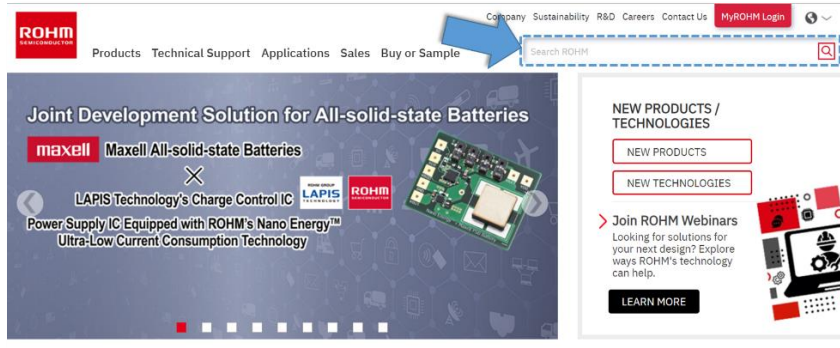 Company Sustainability R&D Careers Contact Us MyROHM Login
ROHM
SEMICONDUCTOR
Products Technical Support Applications Sales Buy or Sample
Search ROHM
Joint Development Solution for All-solid-state Batteries
maxell Maxell All-solid-state Batteries
×
LAPIS Technology's Charge Control IC
ROHM GROUP
LAPIS
TECHNOLOGY
ROHM
SEMICONDUCTOR
Power Supply IC Equipped with ROHM's Nano Energy™
Ultra-Low Current Consumption Technology
NEW PRODUCTS /
TECHNOLOGIES
NEW PRODUCTS
NEW TECHNOLOGIES
Join ROHM Webinars
Looking for solutions for
your next design? Explore
ways ROHM's technology
can help.
LEARN MORE